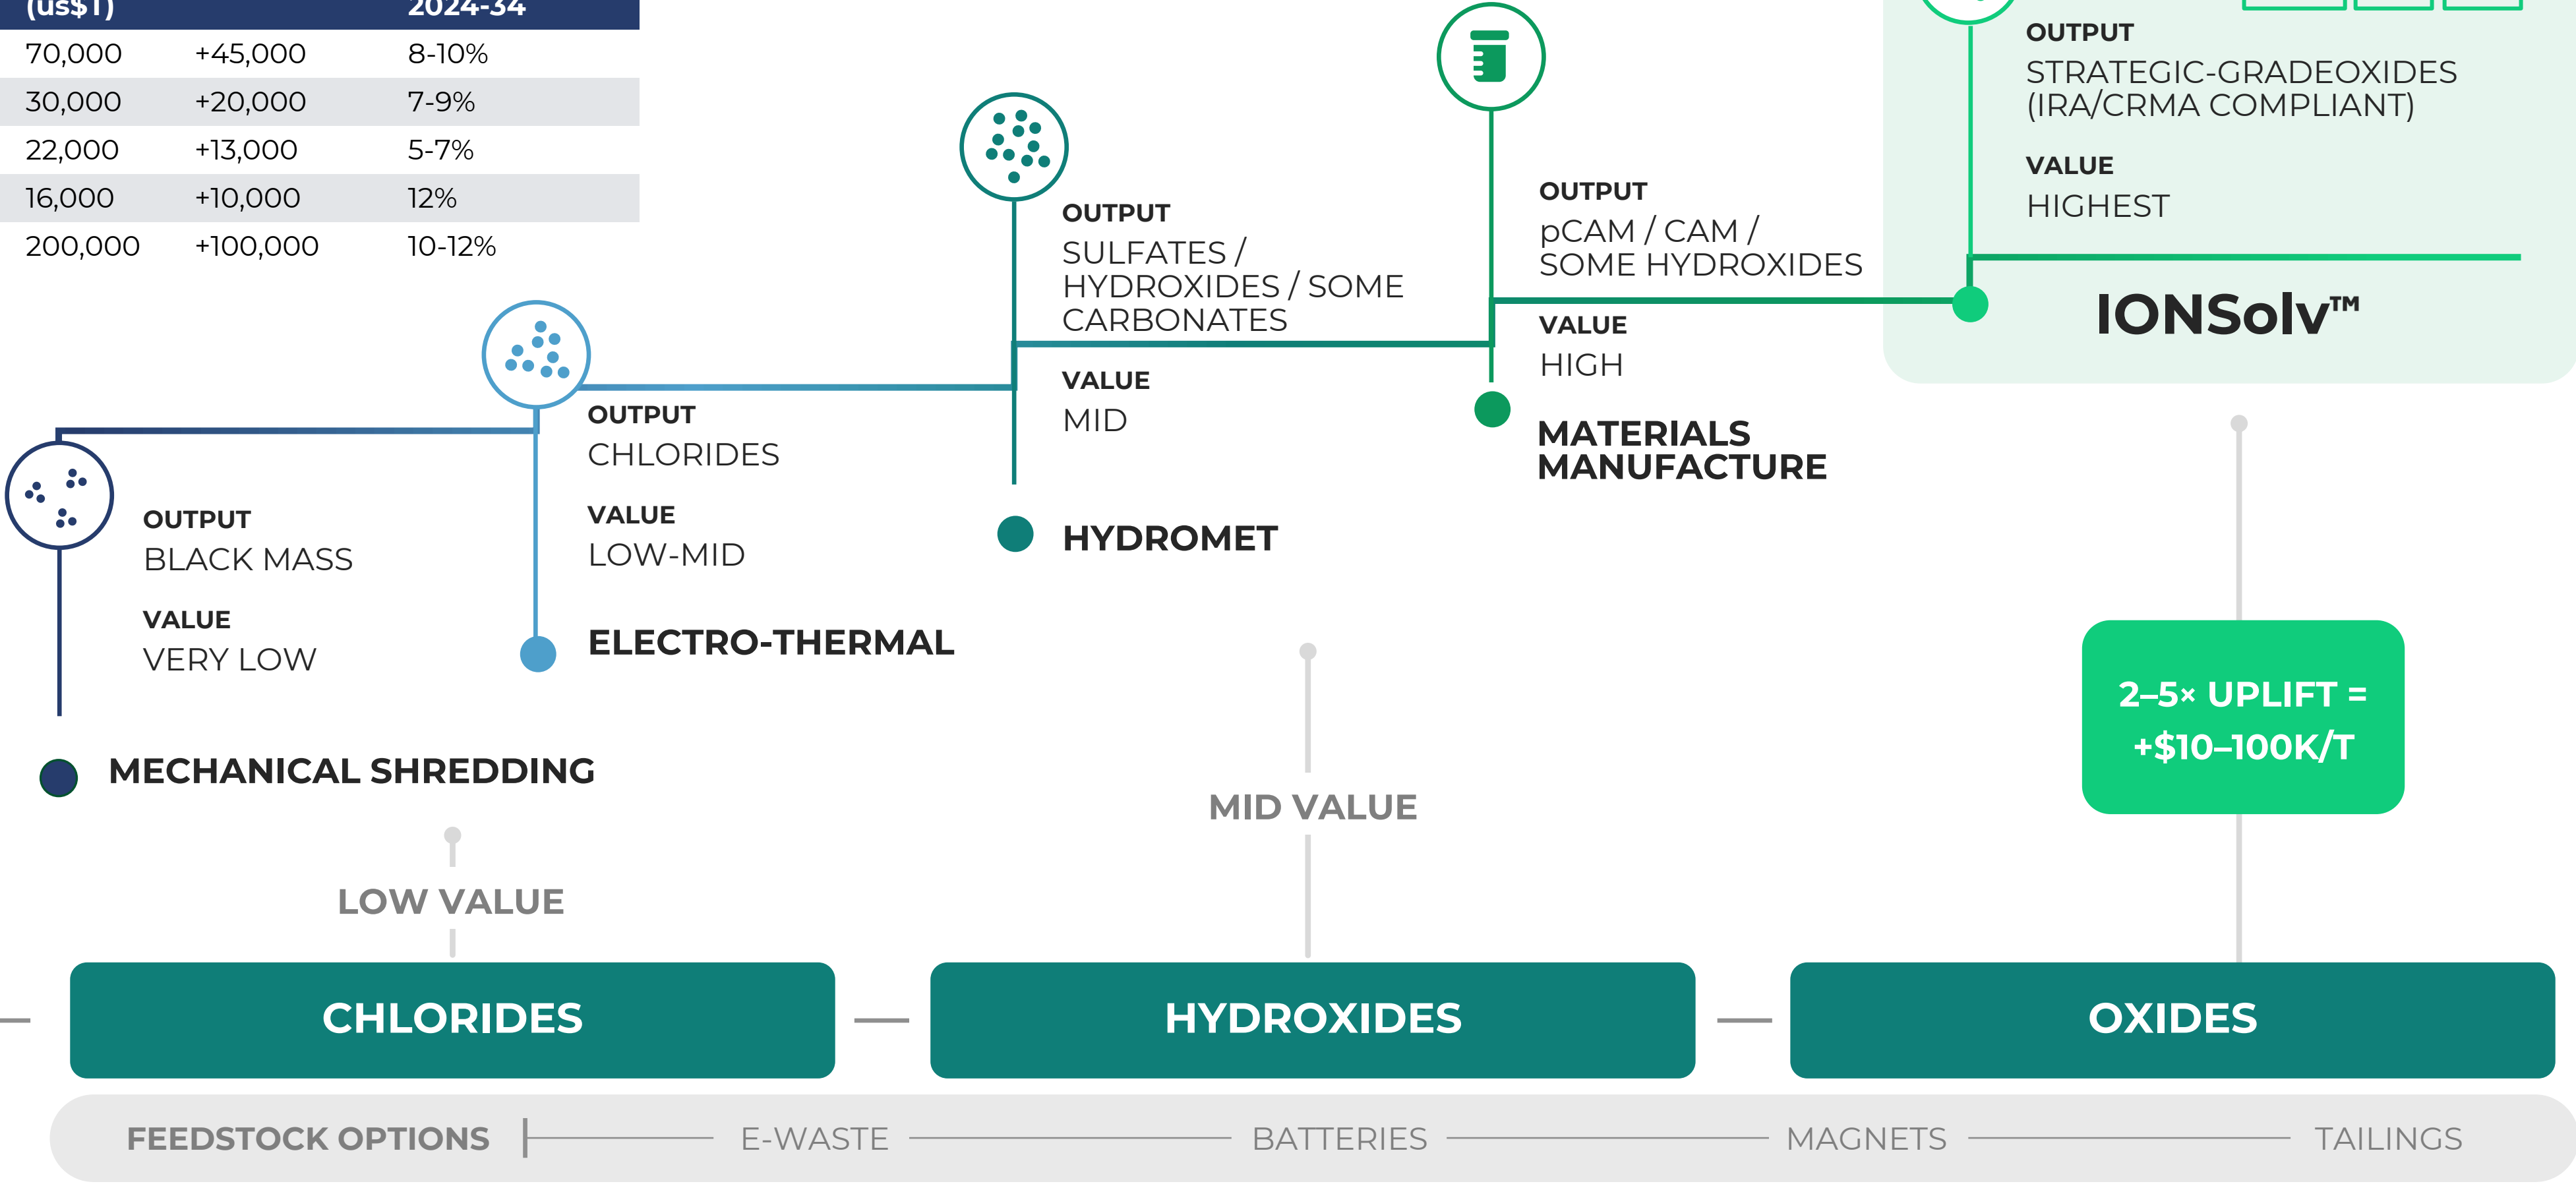 (us$T) 2024-34
70,000 +45,000 8-10%
30,000 +20,000 7-9%
22,000 +13,000 5-7%
16,000 +10,000 12%
200,000 +100,000 10-12%
OUTPUT
BLACK MASS
VALUE
VERY LOW
MECHANICAL SHREDDING
OUTPUT
CHLORIDES
VALUE
LOW-MID
ELECTRO-THERMAL
OUTPUT
SULFATES /
HYDROXIDES / SOME
CARBONATES
VALUE
MID
HYDROMET
OUTPUT
pCAM / CAM /
SOME HYDROXIDES
VALUE
HIGH
MATERIALS
MANUFACTURE
OUTPUT
STRATEGIC-GRADEOXIDES
(IRA/CRMA COMPLIANT)
VALUE
HIGHEST
IONSolv™
LOW VALUE
MID VALUE
2–5× UPLIFT =
+$10–100K/T
CHLORIDES
HYDROXIDES
OXIDES
FEEDSTOCK OPTIONS
E-WASTE
BATTERIES
MAGNETS
TAILINGS